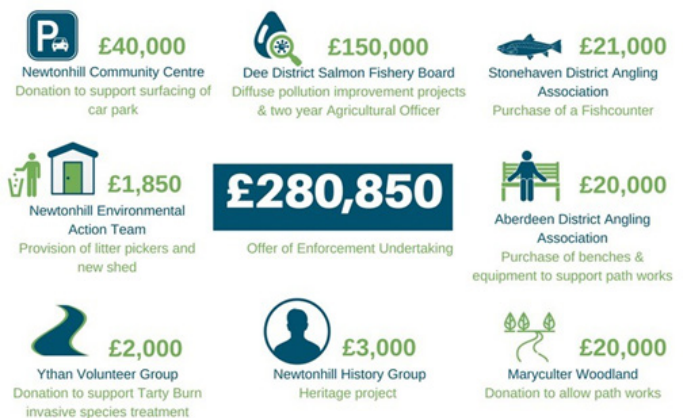 P
£40,000
Newtonhill Community Centre
Donation to support surfacing of
car park
£150,000
Dee District Salmon Fishery Board
Diffuse pollution improvement projects
& two year Agricultural Officer
£21,000
Stonehaven District Angling
Association
Purchase of a Fishcounter
£1,850
Newtonhill Environmental
Action Team
Provision of litter pickers and
new shed
£280,850
Offer of Enforcement Undertaking
£20,000
Aberdeen District Angling
Association
Purchase of benches &
equipment to support path works
£2,000
Ythan Volunteer Group
Donation to support Tarty Burn
invasive species treatment
£3,000
Newtonhill History Group
Heritage project
£20,000
Maryculter Woodland
Donation to allow path works